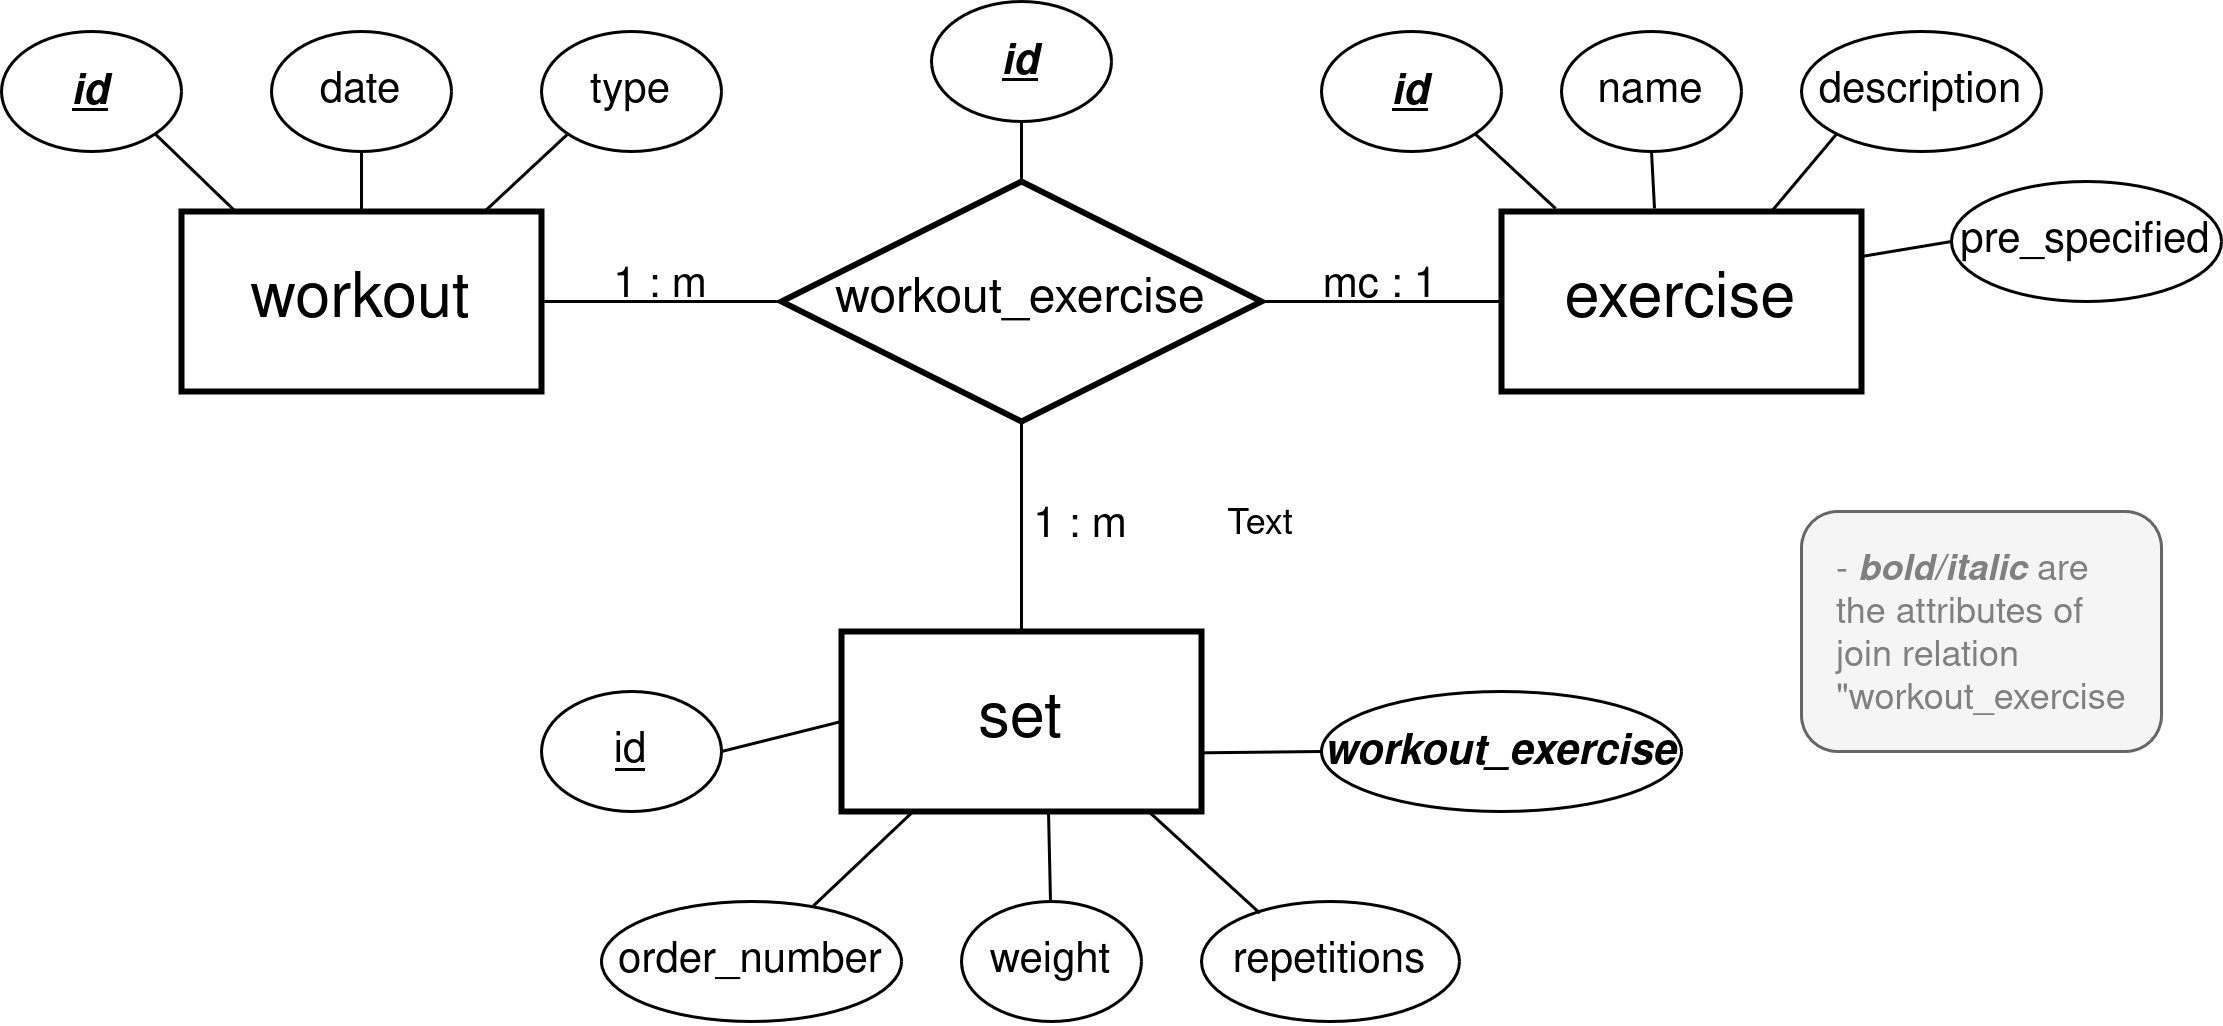 id
id
date
type
id
name
description
pre_specified
workout
1 : m
workout_exercise
mc : 1
exercise
1 : m
Text
- bold/italic are
the attributes of
join relation
"workout_exercise
set
id
workout_exercise
order_number
weight
repetitions